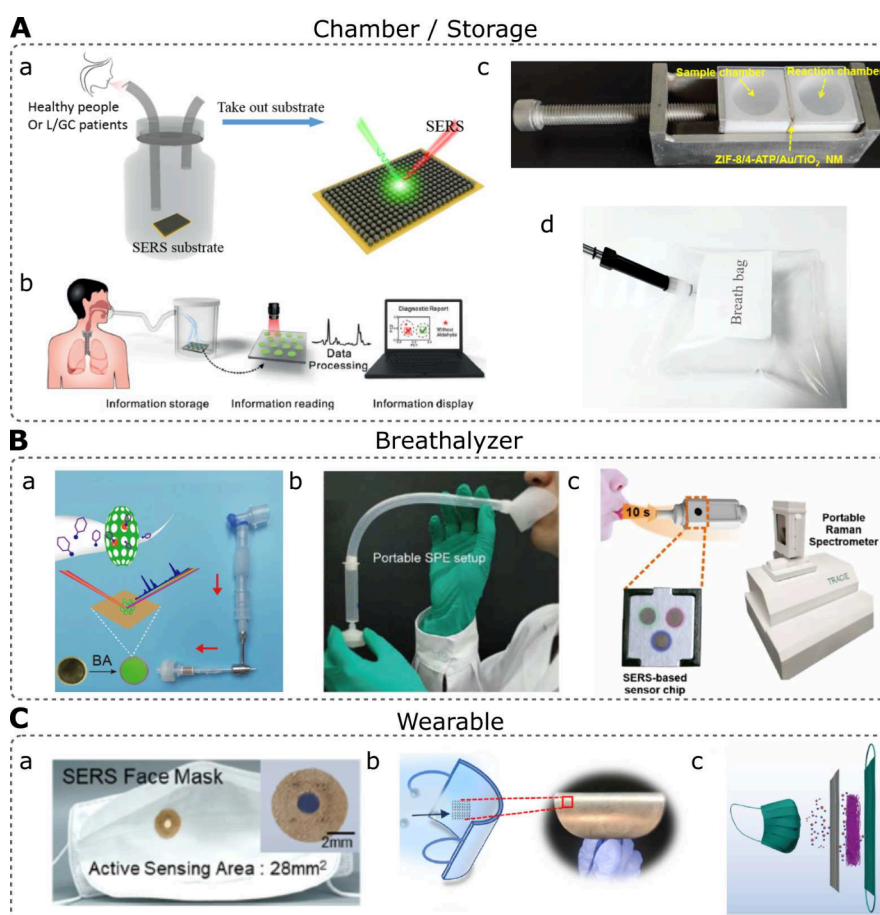 A
Chamber / Storage
a
Healthy people
Or L/GC patients
Take out substrate
SERS
SERS substrate
c
Sample chamber
Reaction chamber
ZIF-8/4-ATP/Au/TiO2 NM
b
Data
Processing
Diagnostic Report
Without
Aldehyde
Information storage
Information reading
Information display
d
Breath bag
B
Breathalyzer
a
BA
b
Portable SPE setup
c
10 s
Portable
Raman
Spectrometer
TRACIE
SERS-based
sensor chip
C
Wearable
a
SERS Face Mask
2mm
Active Sensing Area : 28mm²
b
c